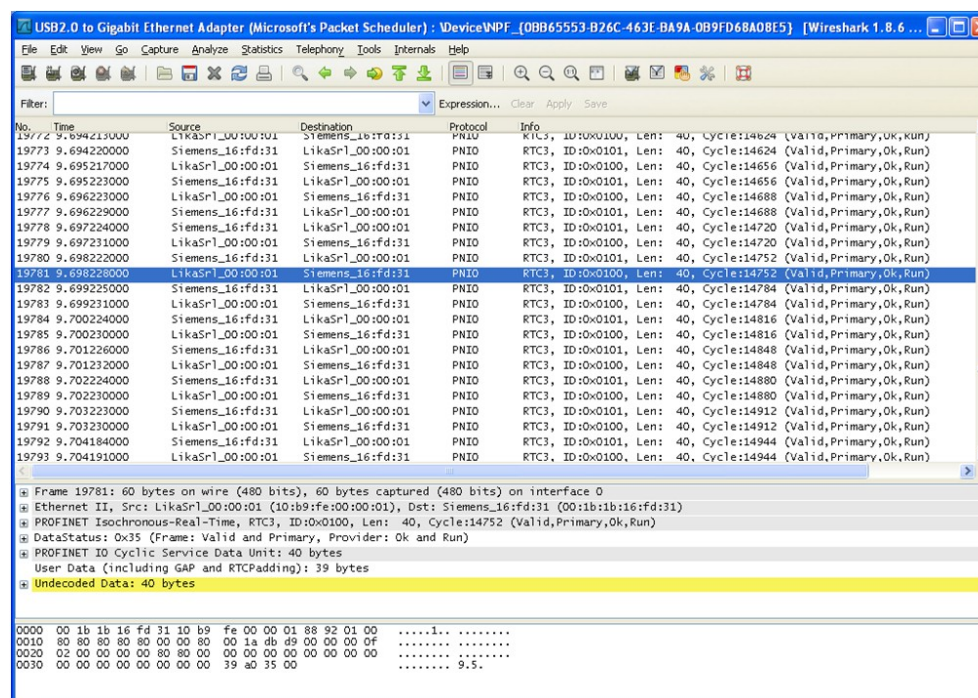 USB2.0 to Gigabit Ethernet Adapter (Microsoft's Packet Scheduler) : \Device\NPF_{0BB65553-B26C-463E-BA9A-0B9FD68A08E5} [Wireshark 1.8.6 ...
File Edit View Go Capture Analyze Statistics Telephony Tools Internals Help
Filter: Expression... Clear Apply Save
No. Time Source Destination Protocol Info
19772 9.694213000 LikaSrl_00:00:01 Siemens_16:fd:31 PNIO RTC3, ID:0x0100, Len: 40, Cycle:14624 (Valid,Primary,Ok,Run)
19773 9.694220000 Siemens_16:fd:31 LikaSrl_00:00:01 PNIO RTC3, ID:0x0101, Len: 40, Cycle:14624 (Valid,Primary,Ok,Run)
19774 9.695217000 LikaSrl_00:00:01 Siemens_16:fd:31 PNIO RTC3, ID:0x0100, Len: 40, Cycle:14656 (Valid,Primary,Ok,Run)
19775 9.695223000 Siemens_16:fd:31 LikaSrl_00:00:01 PNIO RTC3, ID:0x0101, Len: 40, Cycle:14656 (Valid,Primary,Ok,Run)
19776 9.696223000 LikaSrl_00:00:01 Siemens_16:fd:31 PNIO RTC3, ID:0x0100, Len: 40, Cycle:14688 (Valid,Primary,Ok,Run)
19777 9.696229000 Siemens_16:fd:31 LikaSrl_00:00:01 PNIO RTC3, ID:0x0101, Len: 40, Cycle:14688 (Valid,Primary,Ok,Run)
19778 9.697224000 Siemens_16:fd:31 LikaSrl_00:00:01 PNIO RTC3, ID:0x0101, Len: 40, Cycle:14720 (Valid,Primary,Ok,Run)
19779 9.697231000 LikaSrl_00:00:01 Siemens_16:fd:31 PNIO RTC3, ID:0x0100, Len: 40, Cycle:14720 (Valid,Primary,Ok,Run)
19780 9.698222000 Siemens_16:fd:31 LikaSrl_00:00:01 PNIO RTC3, ID:0x0101, Len: 40, Cycle:14752 (Valid,Primary,Ok,Run)
19781 9.698228000 LikaSrl_00:00:01 Siemens_16:fd:31 PNIO RTC3, ID:0x0100, Len: 40, Cycle:14752 (Valid,Primary,Ok,Run)
19782 9.699225000 Siemens_16:fd:31 LikaSrl_00:00:01 PNIO RTC3, ID:0x0101, Len: 40, Cycle:14784 (Valid,Primary,Ok,Run)
19783 9.699231000 LikaSrl_00:00:01 Siemens_16:fd:31 PNIO RTC3, ID:0x0100, Len: 40, Cycle:14784 (Valid,Primary,Ok,Run)
19784 9.700224000 Siemens_16:fd:31 LikaSrl_00:00:01 PNIO RTC3, ID:0x0101, Len: 40, Cycle:14816 (Valid,Primary,Ok,Run)
19785 9.700230000 LikaSrl_00:00:01 Siemens_16:fd:31 PNIO RTC3, ID:0x0100, Len: 40, Cycle:14816 (Valid,Primary,Ok,Run)
19786 9.701226000 Siemens_16:fd:31 LikaSrl_00:00:01 PNIO RTC3, ID:0x0101, Len: 40, Cycle:14848 (Valid,Primary,Ok,Run)
19787 9.701232000 LikaSrl_00:00:01 Siemens_16:fd:31 PNIO RTC3, ID:0x0100, Len: 40, Cycle:14848 (Valid,Primary,Ok,Run)
19788 9.702224000 Siemens_16:fd:31 LikaSrl_00:00:01 PNIO RTC3, ID:0x0101, Len: 40, Cycle:14880 (Valid,Primary,Ok,Run)
19789 9.702230000 LikaSrl_00:00:01 Siemens_16:fd:31 PNIO RTC3, ID:0x0100, Len: 40, Cycle:14880 (Valid,Primary,Ok,Run)
19790 9.703223000 Siemens_16:fd:31 LikaSrl_00:00:01 PNIO RTC3, ID:0x0101, Len: 40, Cycle:14912 (Valid,Primary,Ok,Run)
19791 9.703230000 LikaSrl_00:00:01 Siemens_16:fd:31 PNIO RTC3, ID:0x0100, Len: 40, Cycle:14912 (Valid,Primary,Ok,Run)
19792 9.704184000 Siemens_16:fd:31 LikaSrl_00:00:01 PNIO RTC3, ID:0x0101, Len: 40, Cycle:14944 (Valid,Primary,Ok,Run)
19793 9.704191000 LikaSrl_00:00:01 Siemens_16:fd:31 PNIO RTC3, ID:0x0100, Len: 40, Cycle:14944 (Valid,Primary,Ok,Run)
Frame 19781: 60 bytes on wire (480 bits), 60 bytes captured (480 bits) on interface 0
Ethernet II, Src: LikaSrl_00:00:01 (10:b9:fe:00:00:01), Dst: Siemens_16:fd:31 (00:1b:1b:16:fd:31)
PROFINET Isochronous-Real-Time, RTC3, ID:0x0100, Len: 40, Cycle:14752 (Valid,Primary,Ok,Run)
DataStatus: 0x35 (Frame: Valid and Primary, Provider: Ok and Run)
PROFINET IO Cyclic Service Data Unit: 40 bytes
User Data (including GAP and RTCPadding): 39 bytes
Undecoded Data: 40 bytes
0000 00 1b 1b 16 fd 31 10 b9 fe 00 00 01 88 92 01 00 .....1.. ........
0010 80 80 80 80 80 00 00 80 00 1a db d9 00 00 00 0f ........ ........
0020 02 00 00 00 00 80 80 00 00 00 00 00 00 00 00 00 ........ ........
0030 00 00 00 00 00 00 00 00 39 a0 35 00 ........ 9.5.